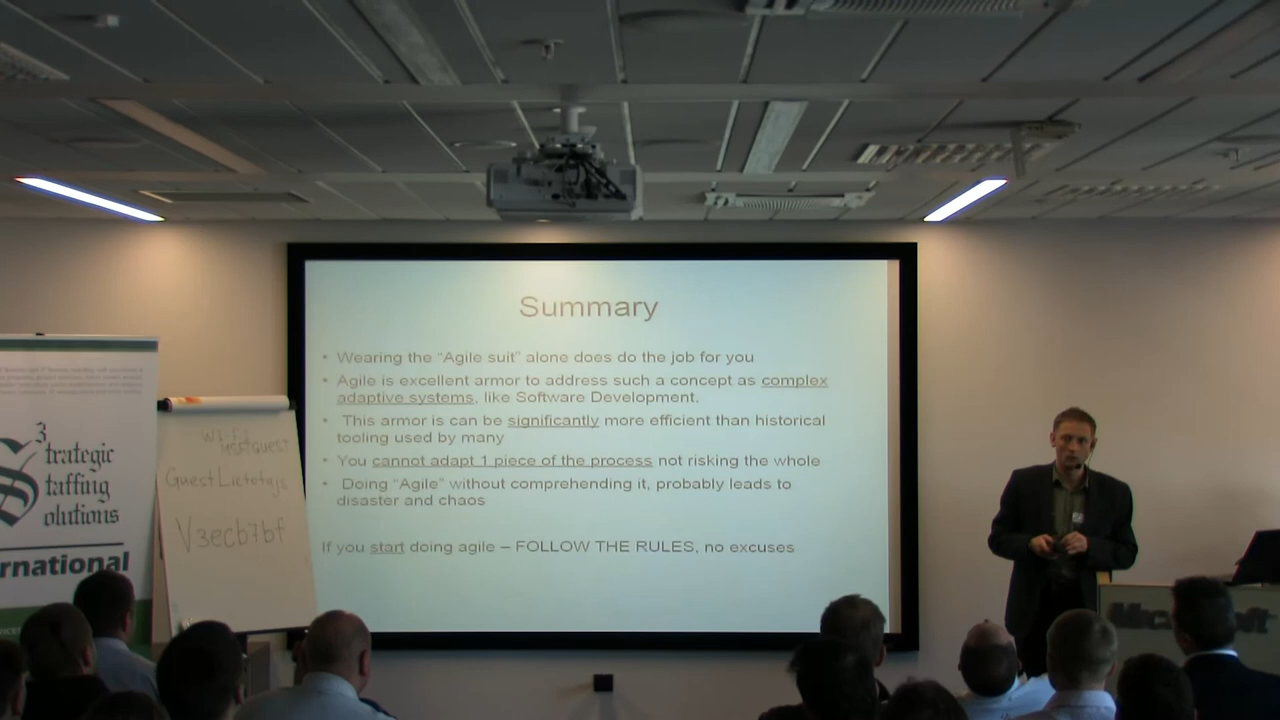 Summary
• Wearing the “Agile suit” alone does do the job for you
• Agile is excellent armor to address such a concept as complex
adaptive systems, like Software Development.
• This armor is can be significantly more efficient than historical
tooling used by many
• You cannot adapt 1 piece of the process not risking the whole
• Doing “Agile” without comprehending it, probably leads to
disaster and chaos
If you start doing agile – FOLLOW THE RULES, no excuses
S3trategic
taffing
olutions
rnational
GuestLietotajs
V3ecb7bf
Microsoft